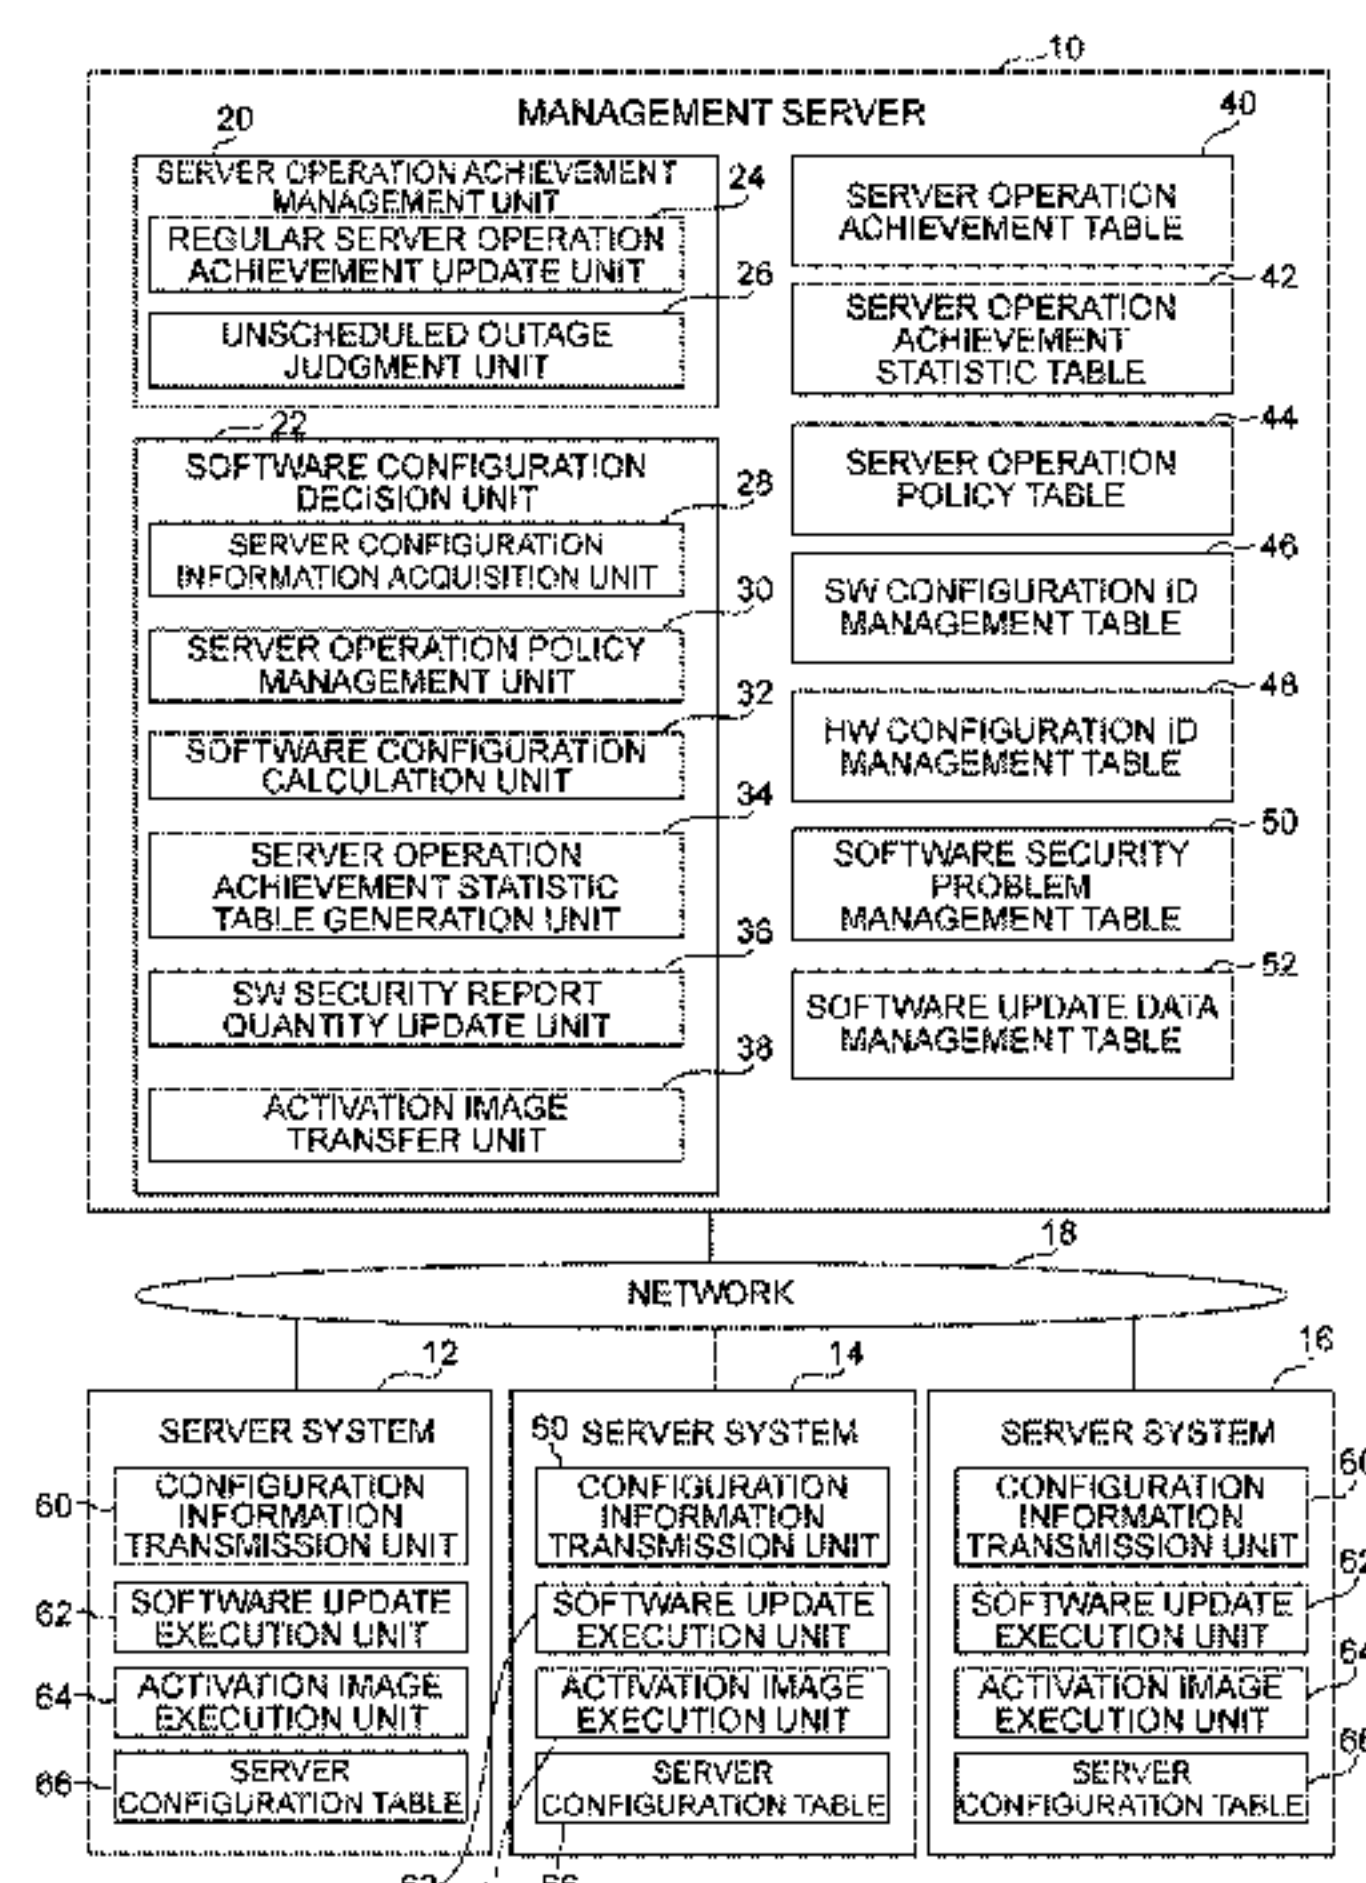 10
MANAGEMENT SERVER
20
SERVER OPERATION ACHIEVEMENT
MANAGEMENT UNIT
24
REGULAR SERVER OPERATION
ACHIEVEMENT UPDATE UNIT
26
UNSCHEDULED OUTAGE
JUDGMENT UNIT
22
SOFTWARE CONFIGURATION
DECISION UNIT
28
SERVER CONFIGURATION
INFORMATION ACQUISITION UNIT
30
SERVER OPERATION POLICY
MANAGEMENT UNIT
32
SOFTWARE CONFIGURATION
CALCULATION UNIT
34
SERVER OPERATION
ACHIEVEMENT STATISTIC
TABLE GENERATION UNIT
36
SW SECURITY REPORT
QUANTITY UPDATE UNIT
38
ACTIVATION IMAGE
TRANSFER UNIT
40
SERVER OPERATION
ACHIEVEMENT TABLE
42
SERVER OPERATION
ACHIEVEMENT
STATISTIC TABLE
44
SERVER OPERATION
POLICY TABLE
46
SW CONFIGURATION ID
MANAGEMENT TABLE
48
HW CONFIGURATION ID
MANAGEMENT TABLE
50
SOFTWARE SECURITY
PROBLEM
MANAGEMENT TABLE
52
SOFTWARE UPDATE DATA
MANAGEMENT TABLE
18
NETWORK
12
SERVER SYSTEM
60
CONFIGURATION
INFORMATION
TRANSMISSION UNIT
62
SOFTWARE UPDATE
EXECUTION UNIT
64
ACTIVATION IMAGE
EXECUTION UNIT
66
SERVER
CONFIGURATION TABLE
14
60
SERVER SYSTEM
CONFIGURATION
INFORMATION
TRANSMISSION UNIT
SOFTWARE UPDATE
EXECUTION UNIT
ACTIVATION IMAGE
EXECUTION UNIT
SERVER
CONFIGURATION TABLE
16
SERVER SYSTEM
60
CONFIGURATION
INFORMATION
TRANSMISSION UNIT
62
SOFTWARE UPDATE
EXECUTION UNIT
64
ACTIVATION IMAGE
EXECUTION UNIT
66
SERVER
CONFIGURATION TABLE